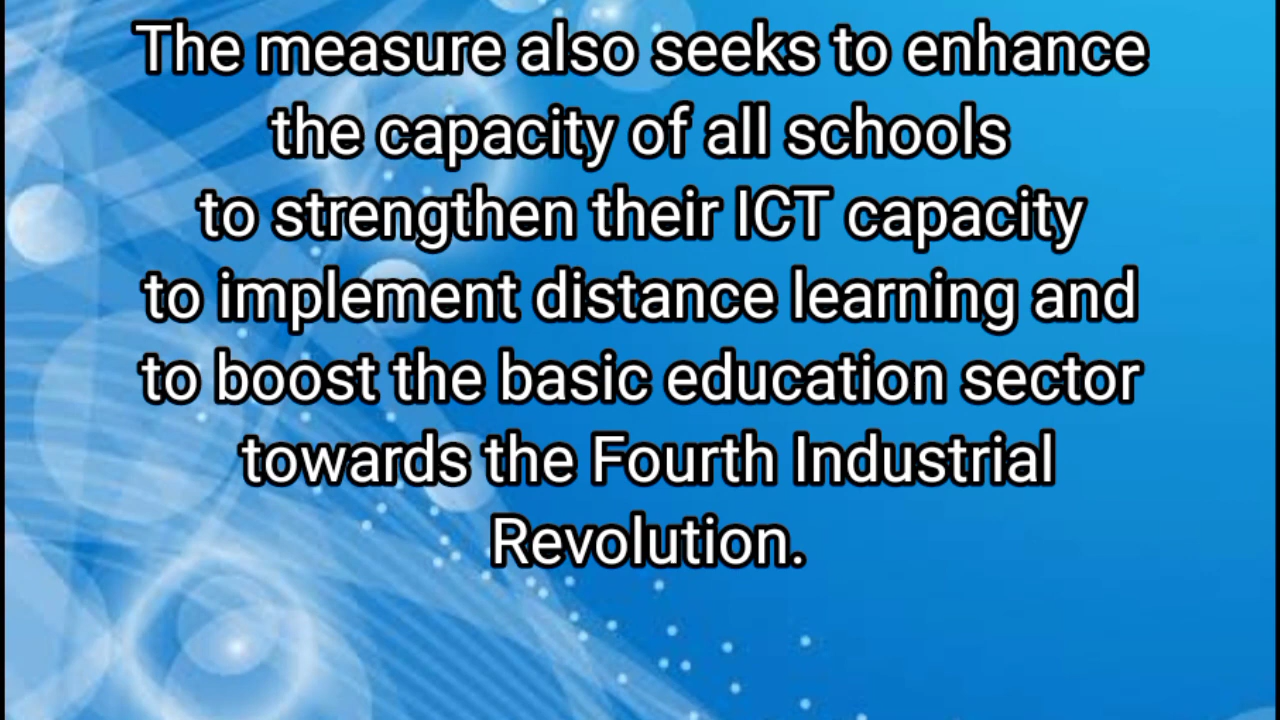 The measure also seeks to enhance
the capacity of all schools
to strengthen their ICT capacity
to implement distance learning and
to boost the basic education sector
towards the Fourth Industrial
Revolution.